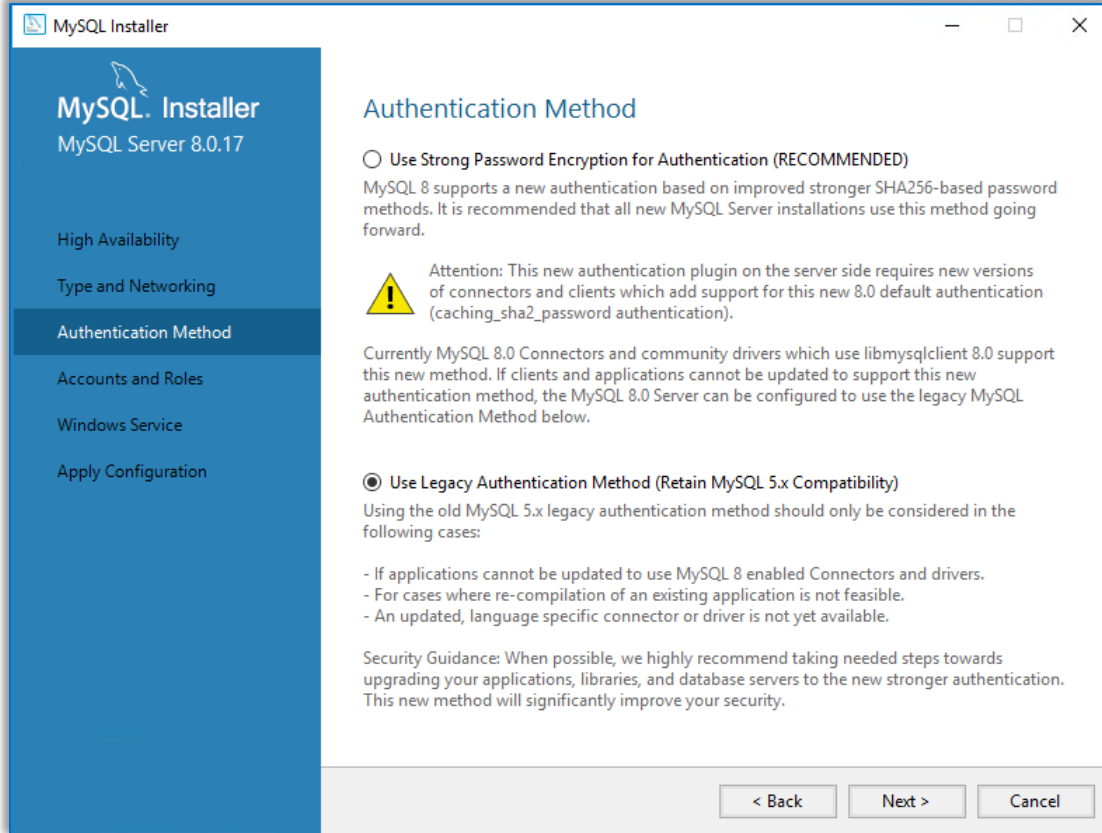 MySQL Installer
MySQL. Installer
MySQL Server 8.0.17
High Availability
Type and Networking
Authentication Method
Accounts and Roles
Windows Service
Apply Configuration
Authentication Method
Use Strong Password Encryption for Authentication (RECOMMENDED)
MySQL 8 supports a new authentication based on improved stronger SHA256-based password
methods. It is recommended that all new MySQL Server installations use this method going
forward.
Attention: This new authentication plugin on the server side requires new versions
of connectors and clients which add support for this new 8.0 default authentication
(caching_sha2_password authentication).
Currently MySQL 8.0 Connectors and community drivers which use libmysqlclient 8.0 support
this new method. If clients and applications cannot be updated to support this new
authentication method, the MySQL 8.0 Server can be configured to use the legacy MySQL
Authentication Method below.
Use Legacy Authentication Method (Retain MySQL 5.x Compatibility)
Using the old MySQL 5.x legacy authentication method should only be considered in the
following cases:
- If applications cannot be updated to use MySQL 8 enabled Connectors and drivers.
- For cases where re-compilation of an existing application is not feasible.
- An updated, language specific connector or driver is not yet available.
Security Guidance: When possible, we highly recommend taking needed steps towards
upgrading your applications, libraries, and database servers to the new stronger authentication.
This new method will significantly improve your security.
< Back
Next >
Cancel